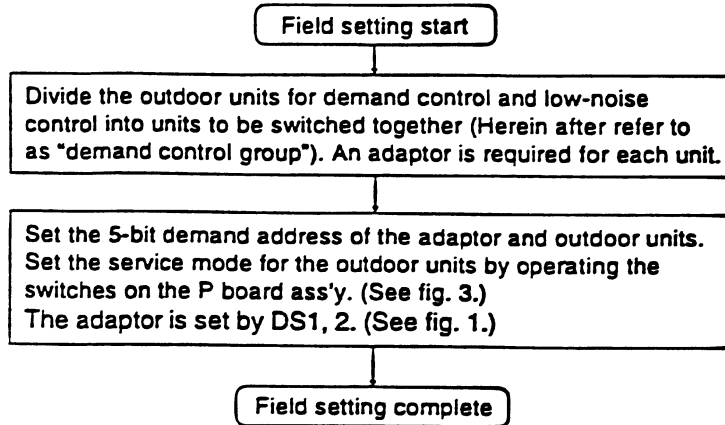 Field setting start
Divide the outdoor units for demand control and low-noise
control into units to be switched together (Herein after refer to
as "demand control group"). An adaptor is required for each unit.
Set the 5-bit demand address of the adaptor and outdoor units.
Set the service mode for the outdoor units by operating the
switches on the P board ass'y. (See fig. 3.)
The adaptor is set by DS1, 2. (See fig. 1.)
Field setting complete